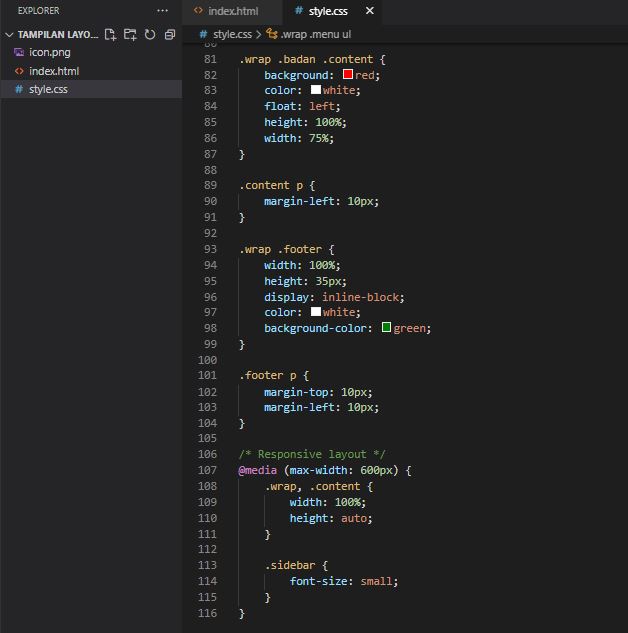 EXPLORER ...
TAMPILAN LAYO...
icon.png
<> index.html
# style.css
<> index.html
# style.css ×
# style.css > .wrap .menu ul
80
81 .wrap .badan .content {
82     background: red;
83     color: white;
84     float: left;
85     height: 100%;
86     width: 75%;
87 }
88
89 .content p {
90     margin-left: 10px;
91 }
92
93 .wrap .footer {
94     width: 100%;
95     height: 35px;
96     display: inline-block;
97     color: white;
98     background-color: green;
99 }
100
101 .footer p {
102     margin-top: 10px;
103     margin-left: 10px;
104 }
105
106 /* Responsive layout */
107 @media (max-width: 600px) {
108     .wrap, .content {
109         width: 100%;
110         height: auto;
111     }
112
113     .sidebar {
114         font-size: small;
115     }
116 }